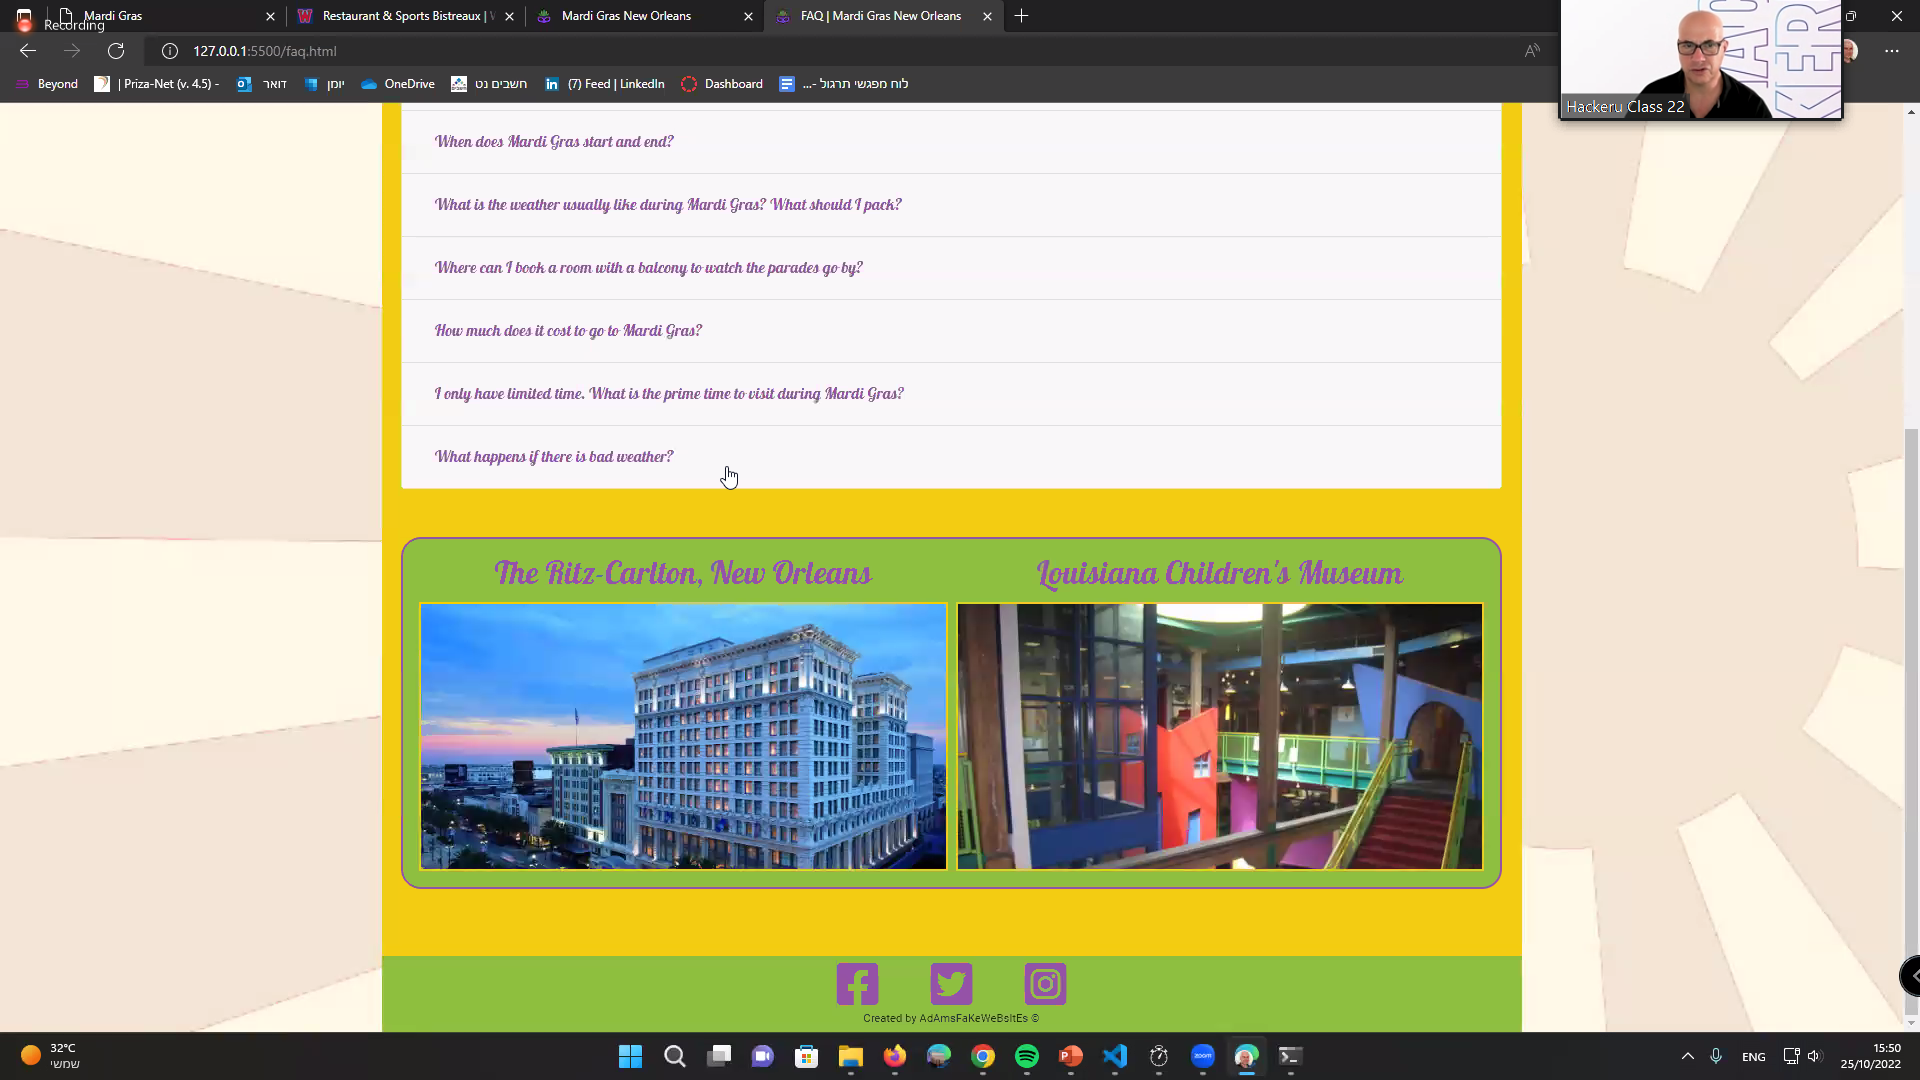 Recording
Mardi Gras
Restaurant & Sports Bistreaux |
Mardi Gras New Orleans
FAQ | Mardi Gras New Orleans
127.0.0.1:5500/faq.html
Beyond
| Priza-Net (v. 4.5) -
דואר
יומן
OneDrive
חשבים נט
(7) Feed | LinkedIn
Dashboard
לוח מפגשי תרגול -...
Hackeru Class 22
When does Mardi Gras start and end?
What is the weather usually like during Mardi Gras? What should I pack?
Where can I book a room with a balcony to watch the parades go by?
How much does it cost to go to Mardi Gras?
I only have limited time. What is the prime time to visit during Mardi Gras?
What happens if there is bad weather?
The Ritz-Carlton, New Orleans
Louisiana Children's Museum
Created by AdAmsFaKeWeBsItEs ©
32°C
שמשי
zoom
ENG
15:50
25/10/2022